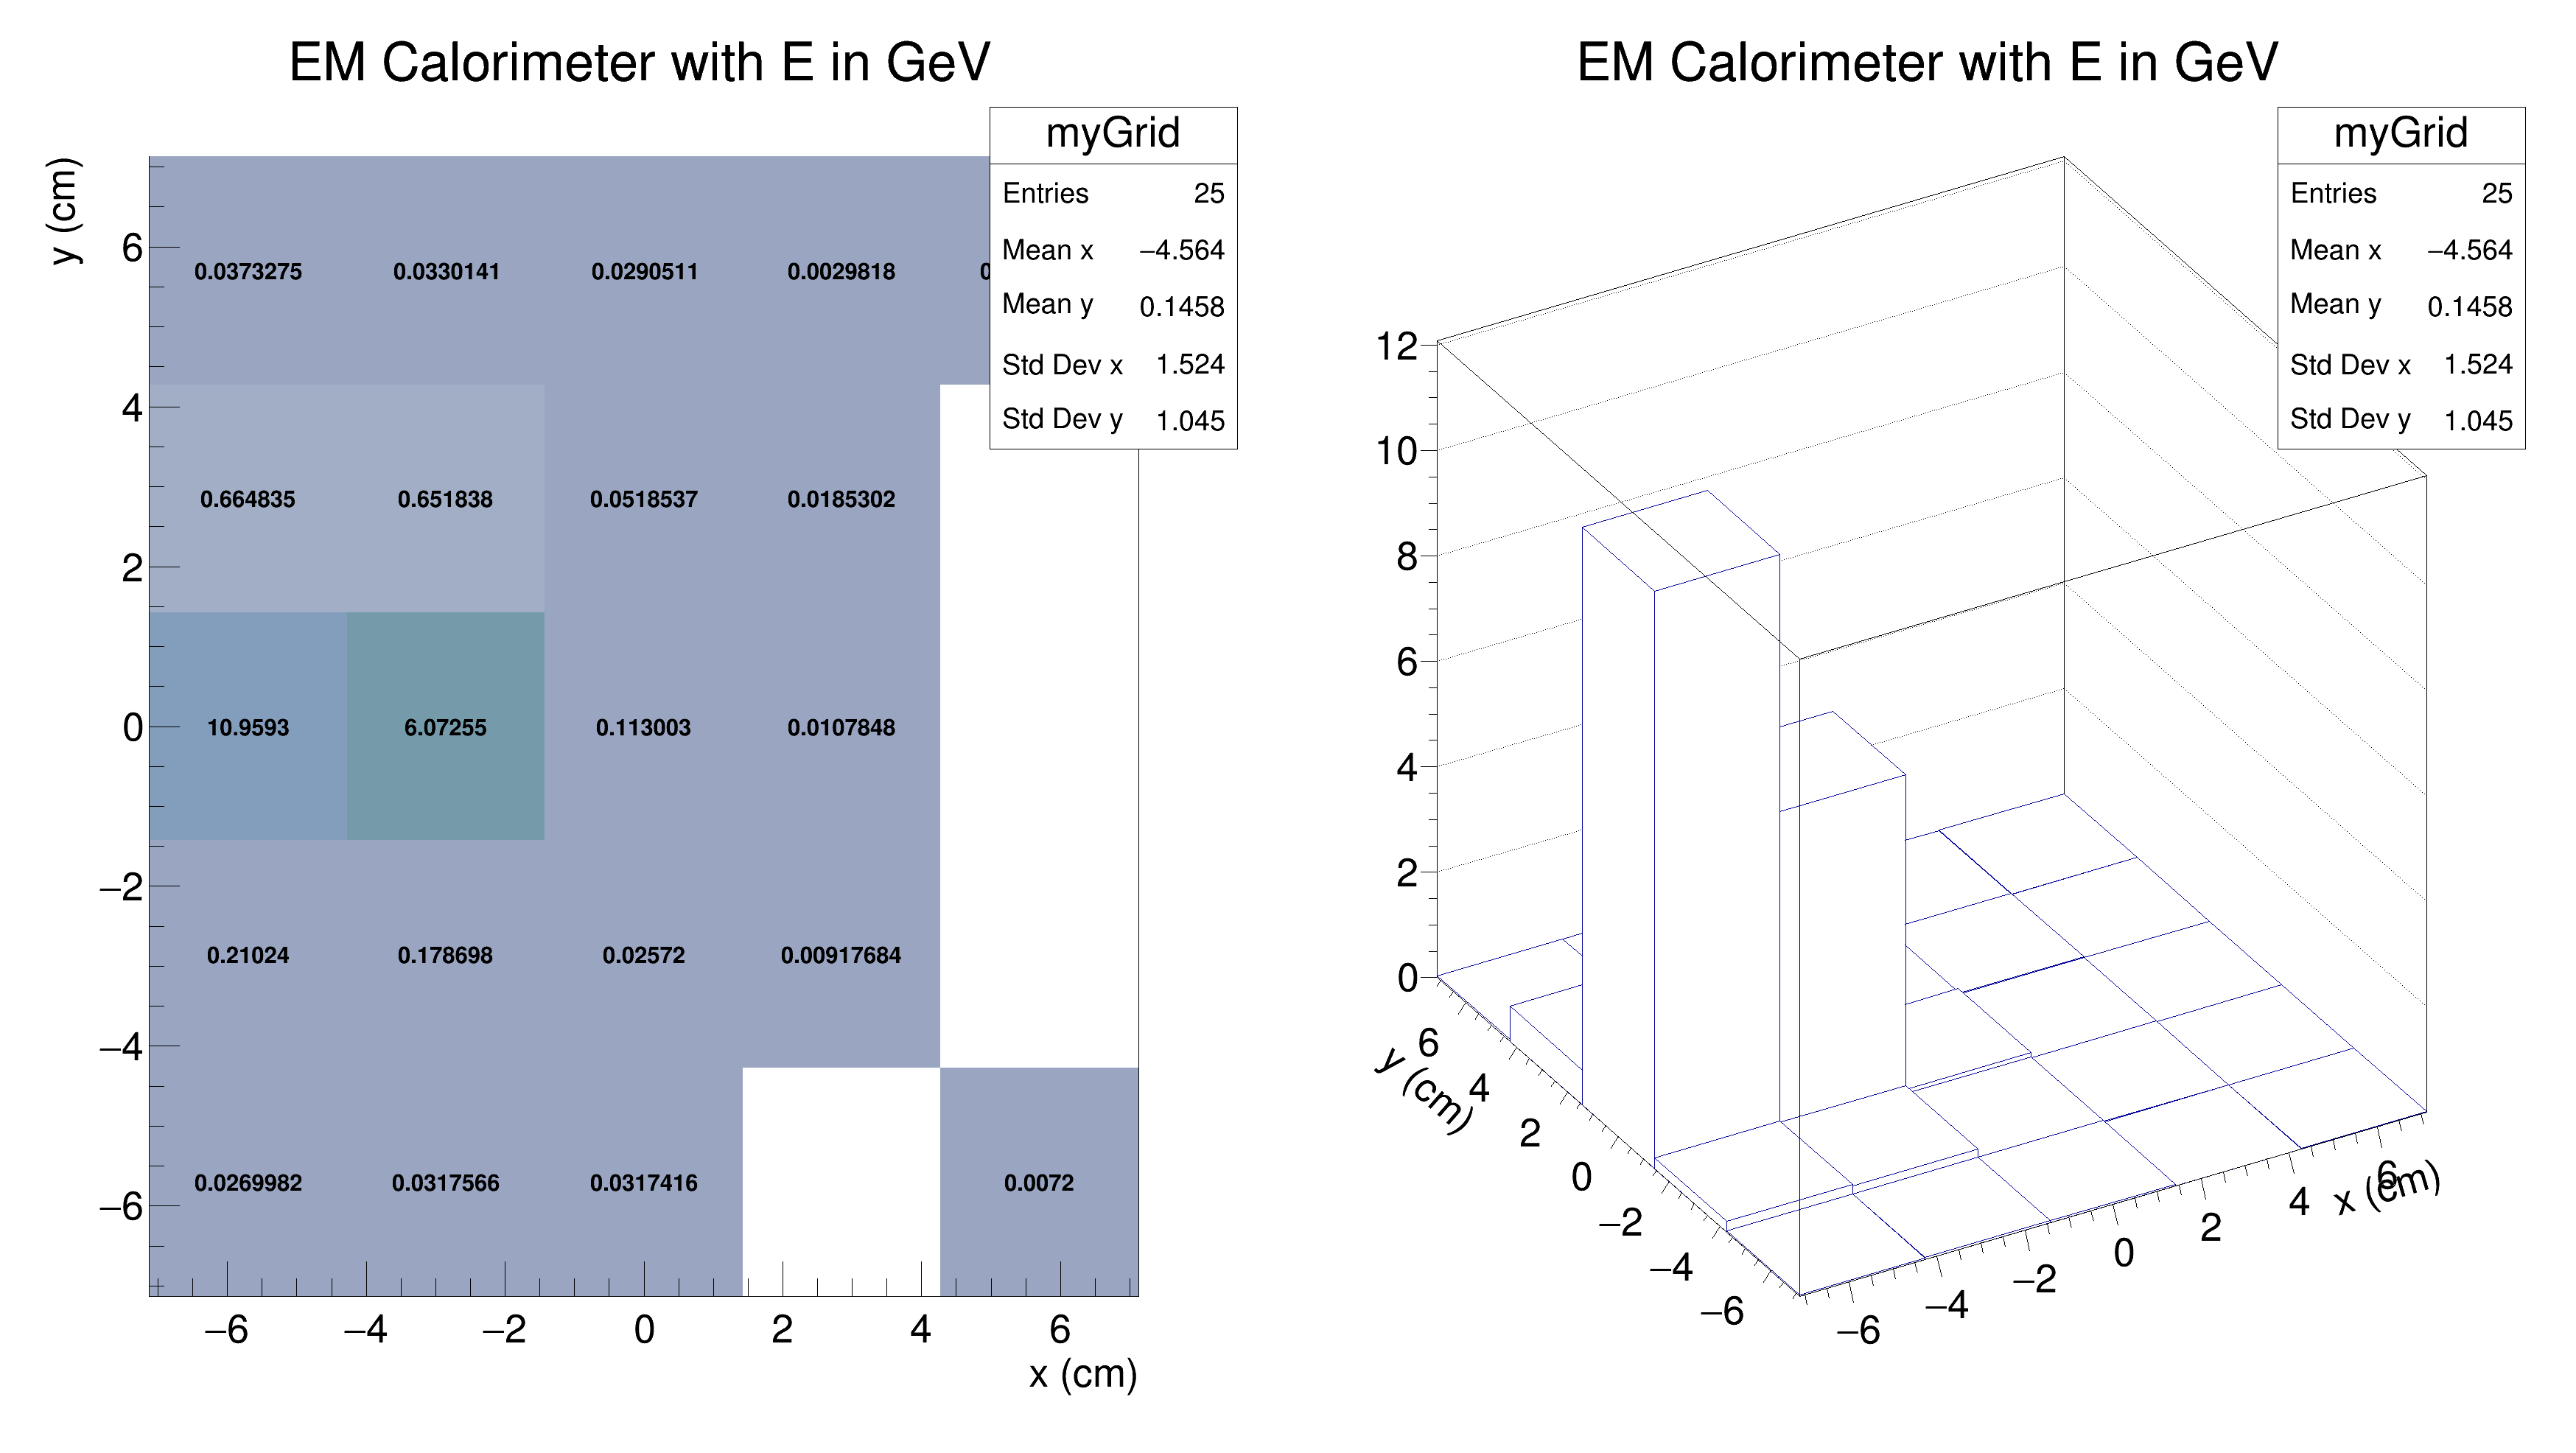 EM Calorimeter with E in GeV
myGrid
Entries 25
Mean x −4.564
Mean y 0.1458
Std Dev x 1.524
Std Dev y 1.045
y (cm)
6
4
2
0
−2
−4
−6
0.0373275 0.0330141 0.0290511 0.0029818
0.664835 0.651838 0.0518537 0.0185302
10.9593 6.07255 0.113003 0.0107848
0.21024 0.178698 0.02572 0.00917684
0.0269982 0.0317566 0.0317416 0.0072
−6 −4 −2 0 2 4 6
x (cm)
EM Calorimeter with E in GeV
myGrid
Entries 25
Mean x −4.564
Mean y 0.1458
Std Dev x 1.524
Std Dev y 1.045
12
10
8
6
4
2
0
6
4
2
0
−2
−4
−6
y (cm)
−6
−4
−2
0
2
4
6
x (cm)